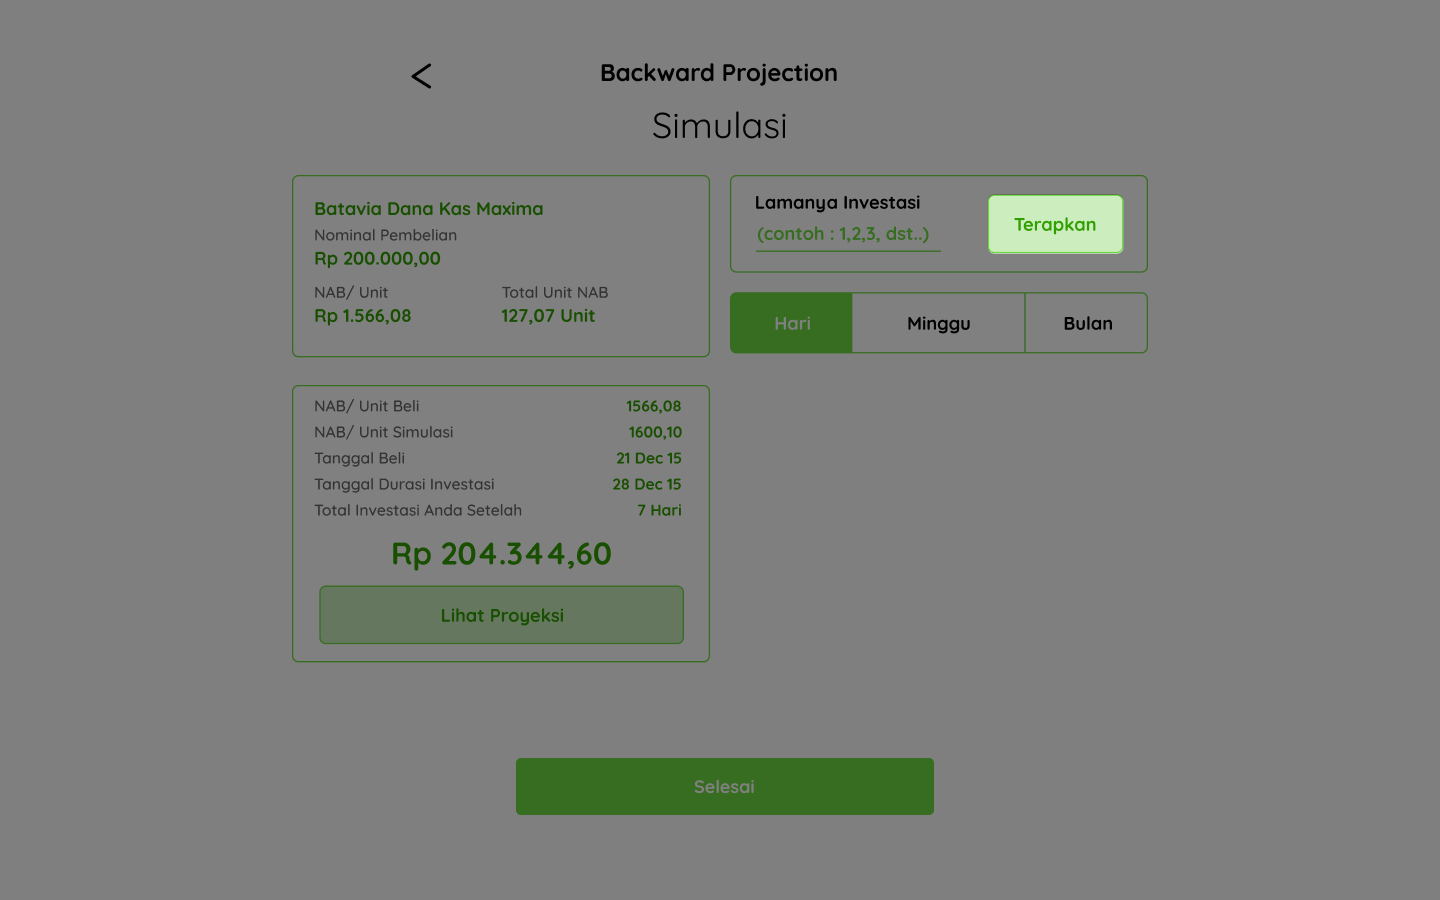 Backward Projection
Simulasi
Batavia Dana Kas Maxima
Nominal Pembelian
Rp 200.000,00
NAB/ Unit
Rp 1.566,08
Total Unit NAB
127,07 Unit
Lamanya Investasi
(contoh : 1,2,3, dst..)
Terapkan
Hari
Minggu
Bulan
NAB/ Unit Beli 1566,08
NAB/ Unit Simulasi 1600,10
Tanggal Beli 21 Dec 15
Tanggal Durasi Investasi 28 Dec 15
Total Investasi Anda Setelah 7 Hari
Rp 204.344,60
Lihat Proyeksi
Selesai